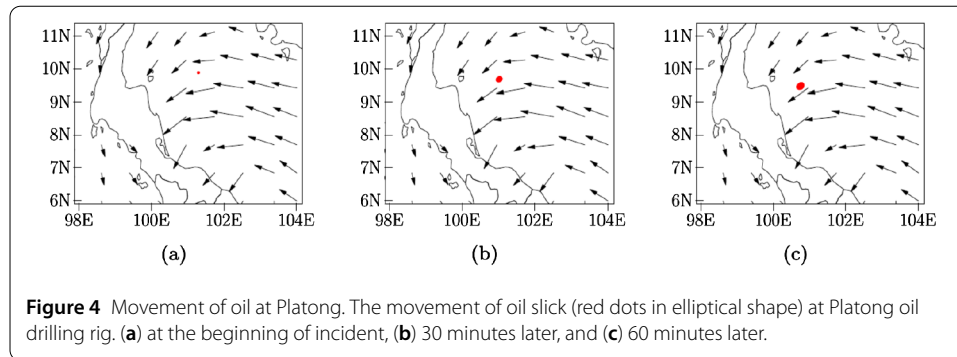 11N
10N
9N
8N
7N
6N
98E 100E 102E 104E
(a)
11N
10N
9N
8N
7N
6N
98E 100E 102E 104E
(b)
11N
10N
9N
8N
7N
6N
98E 100E 102E 104E
(c)
Figure 4 Movement of oil at Platong. The movement of oil slick (red dots in elliptical shape) at Platong oil
drilling rig. (a) at the beginning of incident, (b) 30 minutes later, and (c) 60 minutes later.